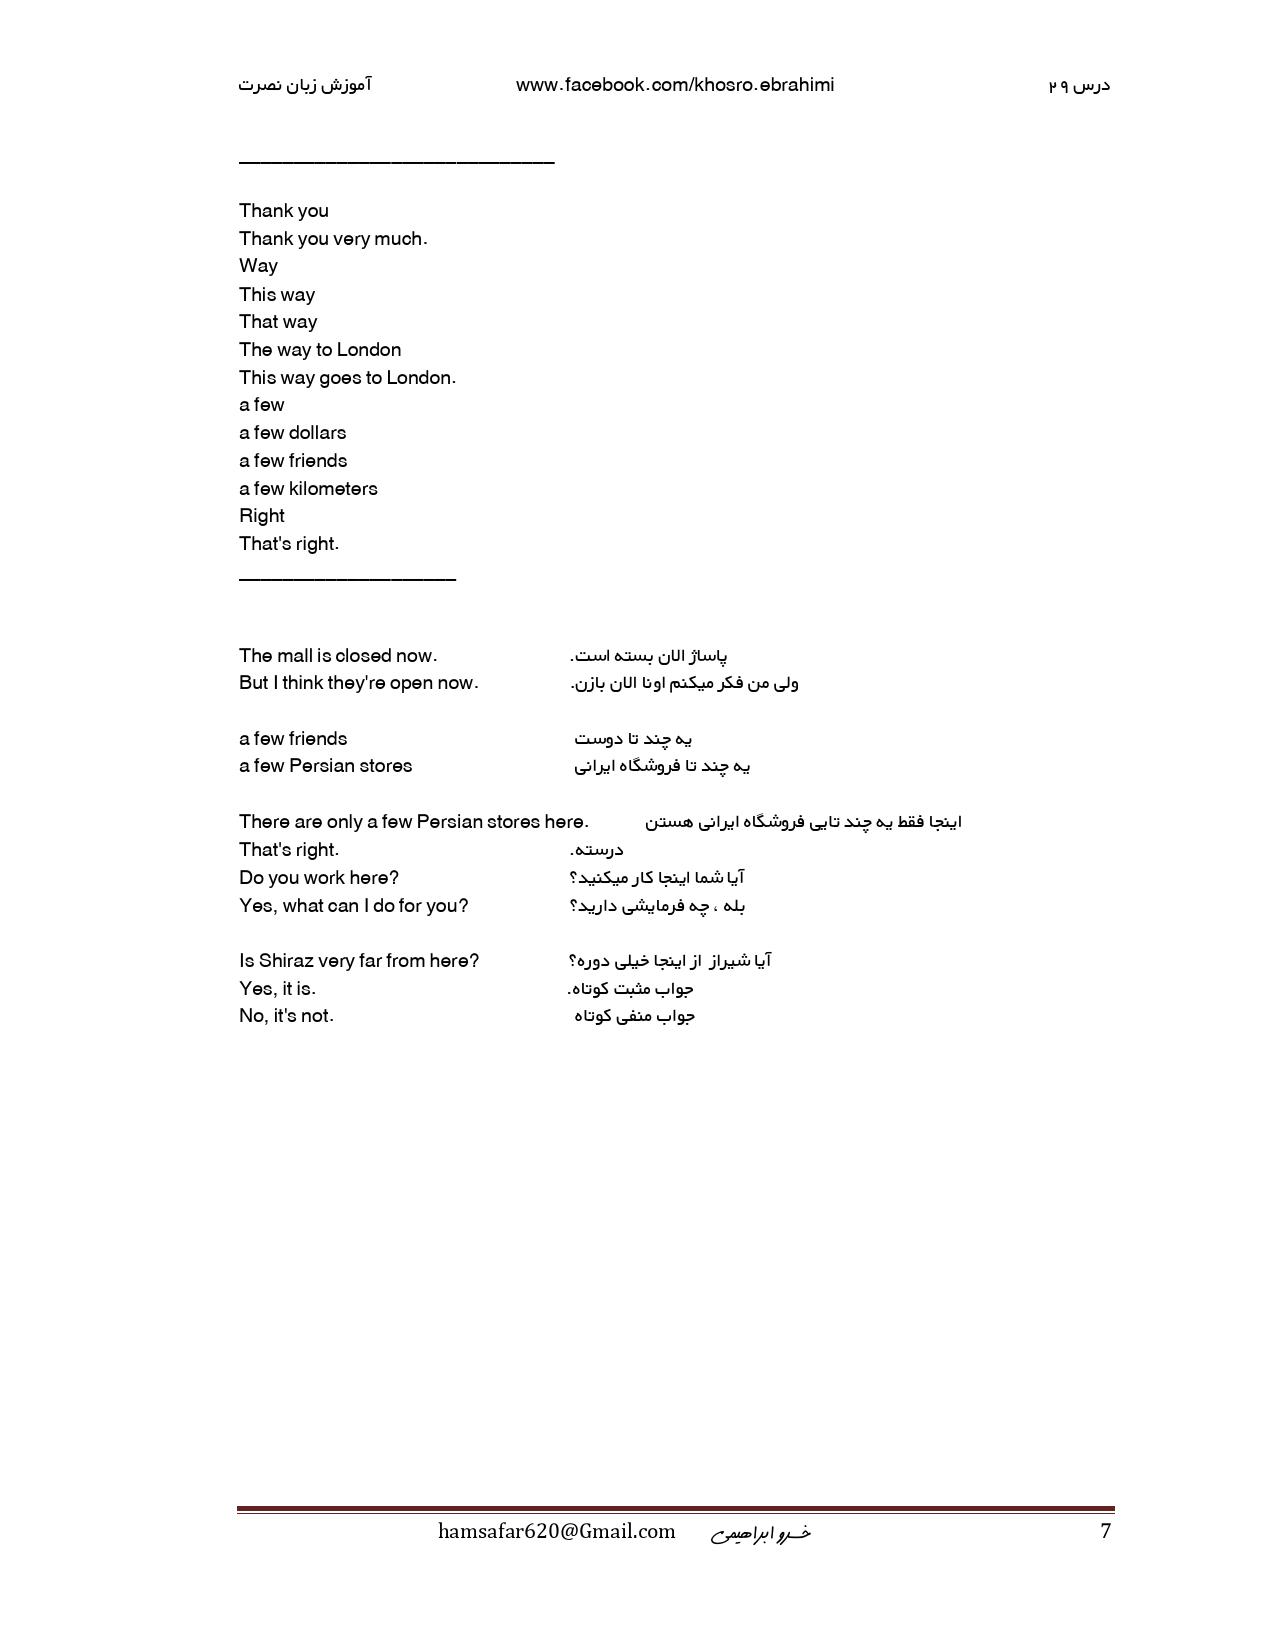 آموزش زبان نصرت www.facebook.com/khosro.ebrahimi درس ۲۹
_____________________________
Thank you
Thank you very much.
Way
This way
That way
The way to London
This way goes to London.
a few
a few dollars
a few friends
a few kilometers
Right
That's right.
____________________
The mall is closed now. پاساژ الان بسته است.
But I think they're open now. ولی من فکر میکنم اونا الان بازن.
a few friends یه چند تا دوست
a few Persian stores یه چند تا فروشگاه ایرانی
There are only a few Persian stores here. اینجا فقط یه چند تایی فروشگاه ایرانی هستن
That's right. درسته.
Do you work here? آیا شما اینجا کار میکنید؟
Yes, what can I do for you? بله ، چه فرمایشی دارید؟
Is Shiraz very far from here? آیا شیراز از اینجا خیلی دوره؟
Yes, it is. جواب مثبت کوتاه.
No, it's not. جواب منفی کوتاه
hamsafar620@Gmail.com خسرو ابراهیمی 7